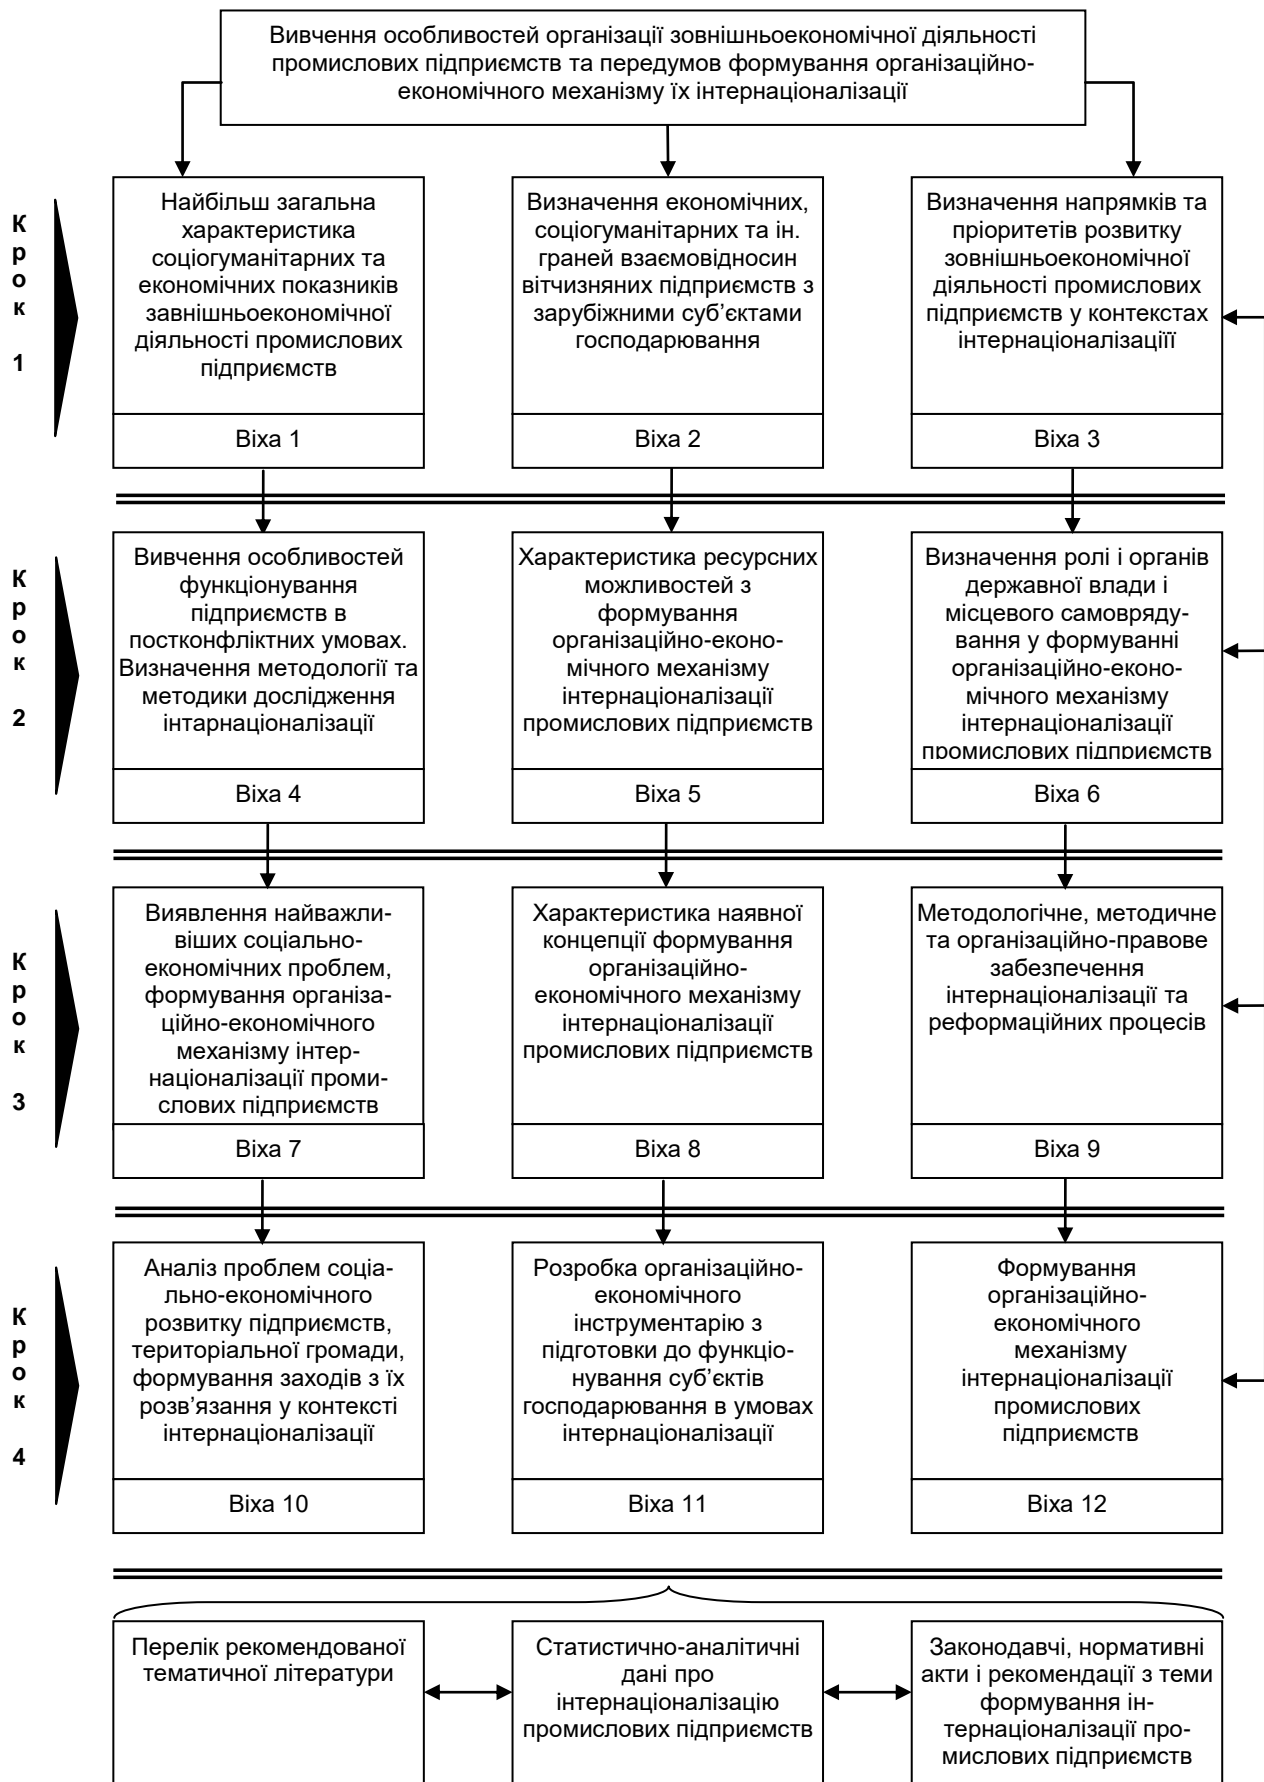 Вивчення особливостей організації зовнішньоекономічної діяльності
промислових підприємств та передумов формування організаційно-
економічного механізму їх інтернаціоналізації
Крок 1
Найбільш загальна
характеристика
соціогуманітарних та
економічних показників
завнішньоекономічної
діяльності промислових
підприємств
Віха 1
Визначення економічних,
соціогуманітарних та ін.
граней взаємовідносин
вітчизняних підприємств з
зарубіжними суб’єктами
господарювання
Віха 2
Визначення напрямків та
пріоритетів розвитку
зовнішньоекономічної
діяльності промислових
підприємств у контекстах
інтернаціоналізаціїї
Віха 3
Крок 2
Вивчення особливостей
функціонування
підприємств в
постконфліктних умовах.
Визначення методології та
методики дослідження
інтарнаціоналізації
Віха 4
Характеристика ресурсних
можливостей з
формування
організаційно-еконо-
мічного механізму
інтернаціоналізації
промислових підприємств
Віха 5
Визначення ролі і органів
державної влади і
місцевого самовряду-
вання у формуванні
організаційно-еконо-
мічного механізму
інтернаціоналізації
промислових підприємств
Віха 6
Крок 3
Виявлення найважли-
віших соціально-
економічних проблем,
формування організа-
ційно-економічного
механізму інтер-
націоналізації проми-
слових підприємств
Віха 7
Характеристика наявної
концепції формування
організаційно-
економічного механізму
інтернаціоналізації
промислових підприємств
Віха 8
Методологічне, методичне
та організаційно-правове
забезпечення
інтернаціоналізації та
реформаційних процесів
Віха 9
Крок 4
Аналіз проблем соціа-
льно-економічного
розвитку підприємств,
територіальної громади,
формування заходів з їх
розв’язання у контексті
інтернаціоналізації
Віха 10
Розробка організаційно-
економічного
інструментарію з
підготовки до функціо-
нування суб’єктів
господарювання в умовах
інтернаціоналізації
Віха 11
Формування
організаційно-
економічного
механізму
інтернаціоналізації
промислових
підприємств
Віха 12
Перелік рекомендованої
тематичної літератури
Статистично-аналітичні
дані про
інтернаціоналізацію
промислових підприємств
Законодавчі, нормативні
акти і рекомендації з теми
формування ін-
тернаціоналізації про-
мислових підприємств